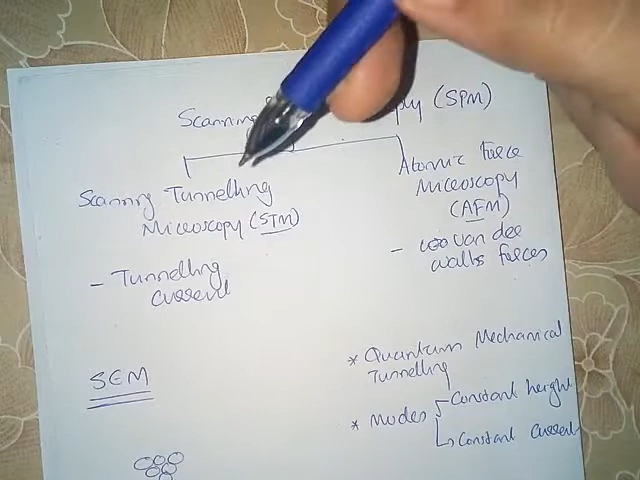 Scanning (SPM)
Scannig Tunnelling
Microscopy (STM)
- Tunnelling
current
Atomic force
Microscopy
(AFM)
- van der
walls forces
SEM
* Quantum Mechanical
Tunnelling
* Modes
Constant height
Constant current